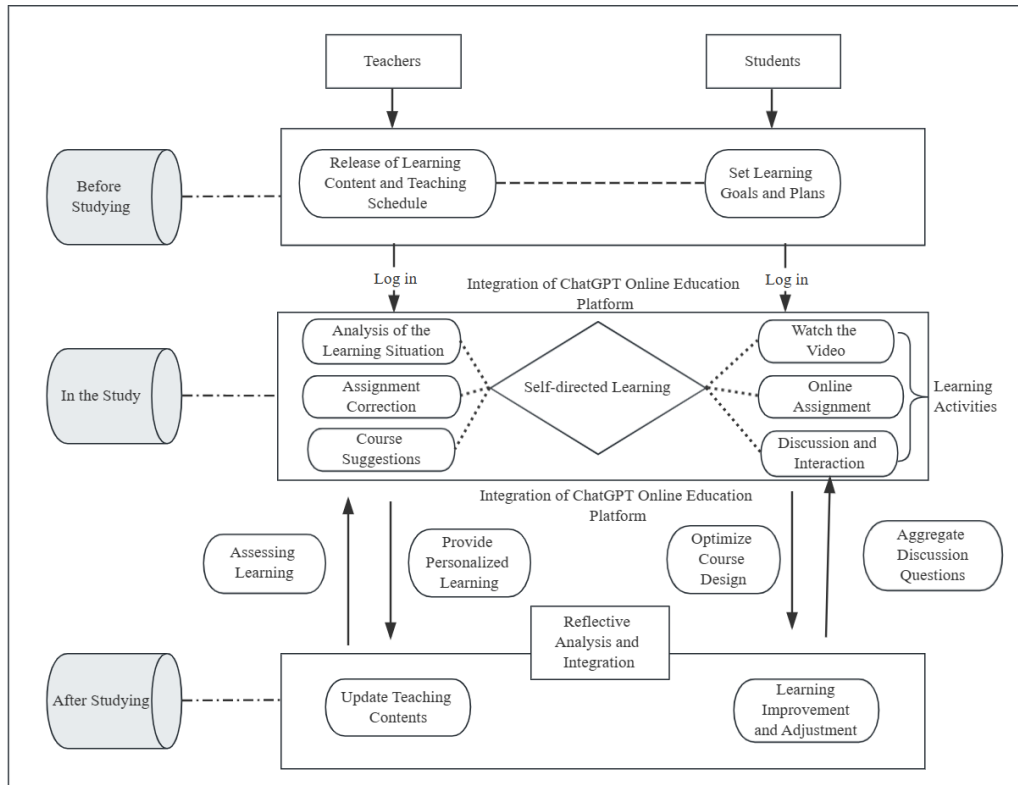 Teachers
Students
Before
Studying
Release of Learning
Content and Teaching
Schedule
Set Learning
Goals and Plans
Log in
Integration of ChatGPT Online Education
Platform
Log in
In the Study
Analysis of the
Learning Situation
Assignment
Correction
Course
Suggestions
Self-directed Learning
Watch the
Video
Online
Assignment
Discussion and
Interaction
Learning
Activities
Integration of ChatGPT Online Education
Platform
Assessing
Learning
Provide
Personalized
Learning
Optimize
Course
Design
Aggregate
Discussion
Questions
Reflective
Analysis and
Integration
After Studying
Update Teaching
Contents
Learning
Improvement
and Adjustment